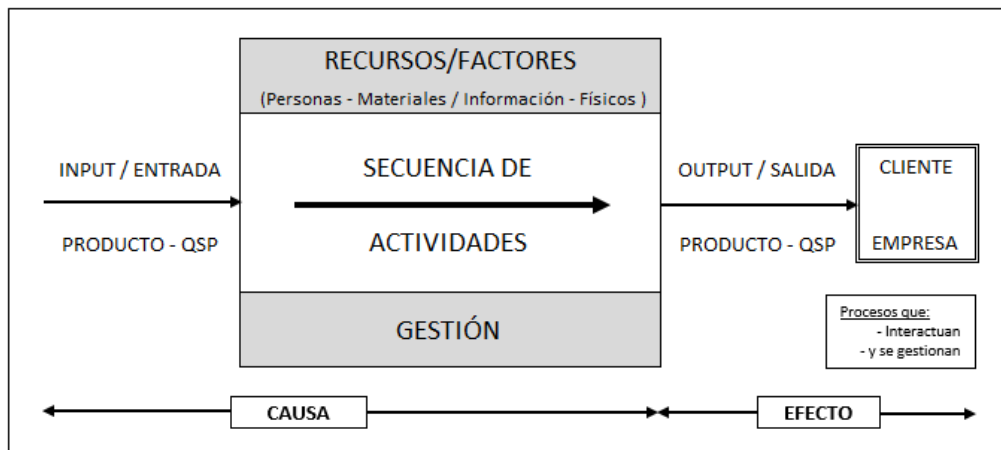 RECURSOS/FACTORES
(Personas - Materiales / Información - Físicos )
INPUT / ENTRADA
PRODUCTO - QSP
SECUENCIA DE
ACTIVIDADES
OUTPUT / SALIDA
PRODUCTO - QSP
CLIENTE
EMPRESA
GESTIÓN
Procesos que:
- Interactuan
- y se gestionan
CAUSA
EFECTO